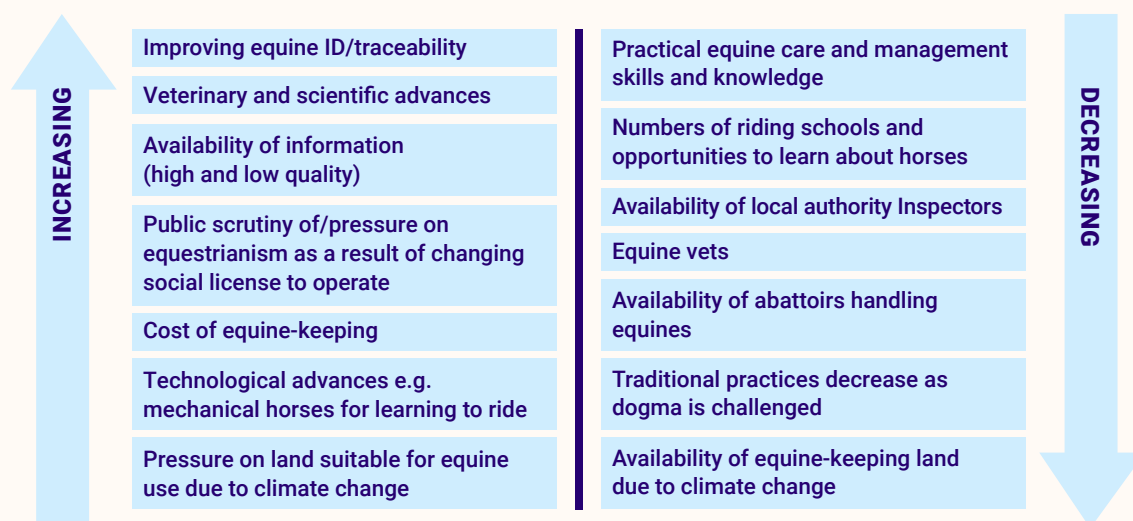 INCREASING
Improving equine ID/traceability
Veterinary and scientific advances
Availability of information
(high and low quality)
Public scrutiny of/pressure on
equestrianism as a result of changing
social license to operate
Cost of equine-keeping
Technological advances e.g.
mechanical horses for learning to ride
Pressure on land suitable for equine
use due to climate change
Practical equine care and management
skills and knowledge
Numbers of riding schools and
opportunities to learn about horses
Availability of local authority Inspectors
Equine vets
Availability of abattoirs handling
equines
Traditional practices decrease as
dogma is challenged
Availability of equine-keeping land
due to climate change
DECREASING